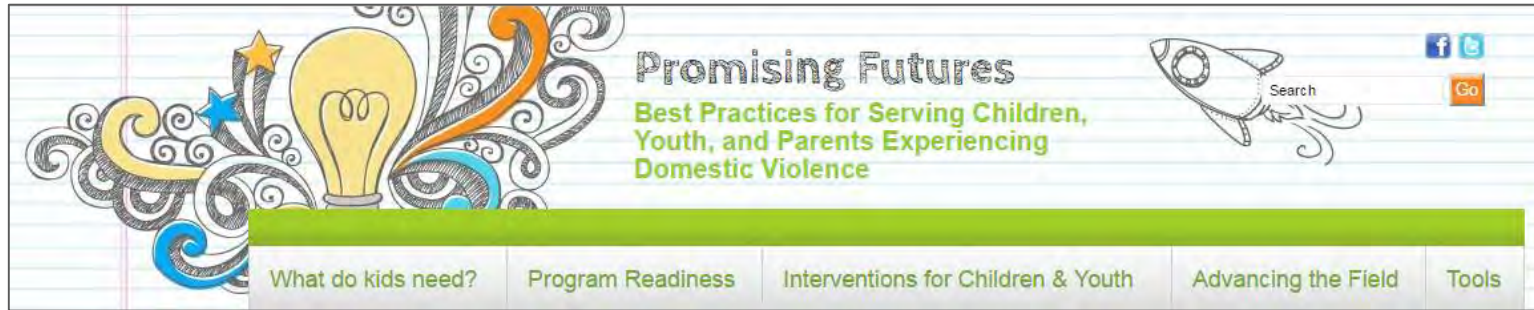 Promising Futures
Best Practices for Serving Children,
Youth, and Parents Experiencing
Domestic Violence
Search
Go
What do kids need?
Program Readiness
Interventions for Children & Youth
Advancing the Field
Tools